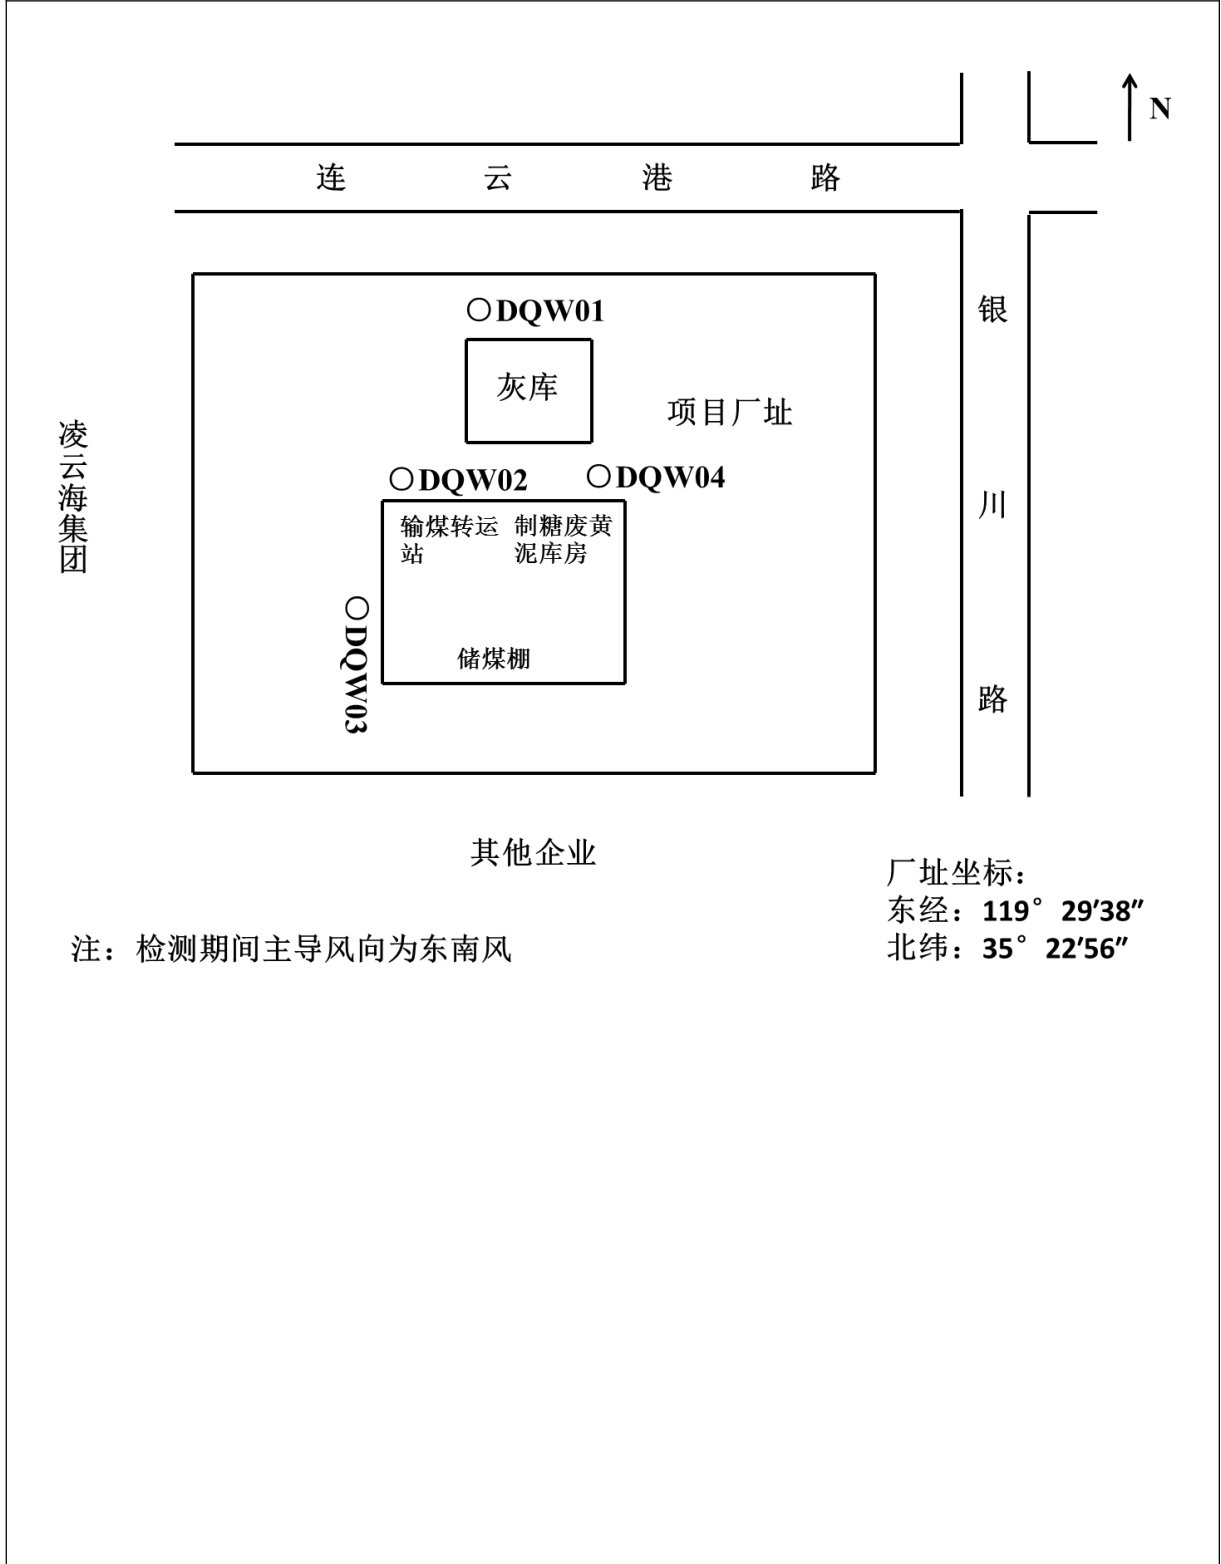 N
连云港路
DQW01
银川路
灰库
项目厂址
凌云海集团
DQW02
DQW04
输煤转运
站
制糖废黄
泥库房
DQW03
储煤棚
其他企业
厂址坐标：
东经：119°29′38″
北纬：35°22′56″
注：检测期间主导风向为东南风